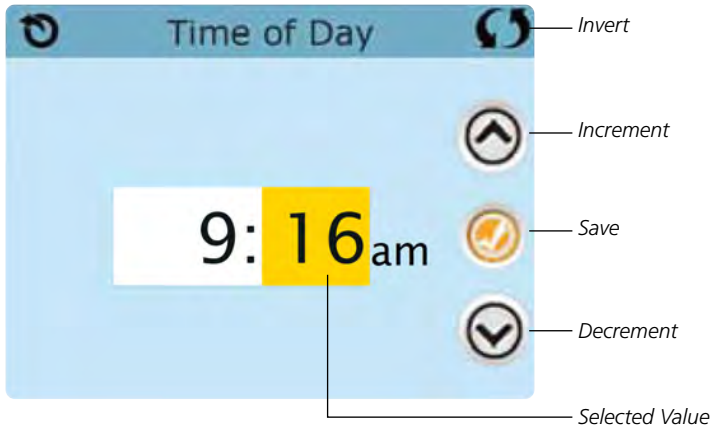 Time of Day
Invert
Increment
9:16am
Save
Decrement
Selected Value